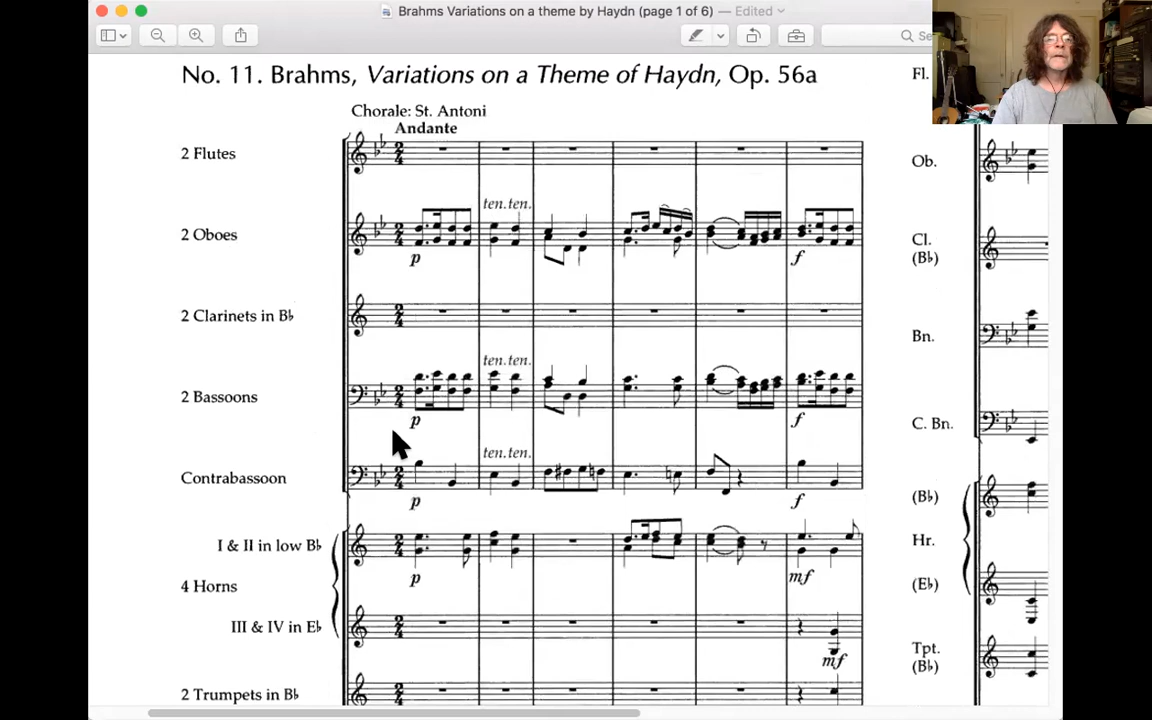 Brahms Variations on a theme by Haydn (page 1 of 6) — Edited
Se
No. 11. Brahms, Variations on a Theme of Haydn, Op. 56a
Chorale: St. Antoni
Andante
2 Flutes
2 Oboes
ten. ten.
p
f
2 Clarinets in B♭
2 Bassoons
ten. ten.
p
f
Contrabassoon
ten. ten.
p
f
4 Horns
I & II in low B♭
p
mf
III & IV in E♭
mf
2 Trumpets in B♭
Fl.
Ob.
Cl.
(B♭)
Bn.
C. Bn.
(B♭)
Hr.
(E♭)
Tpt.
(B♭)